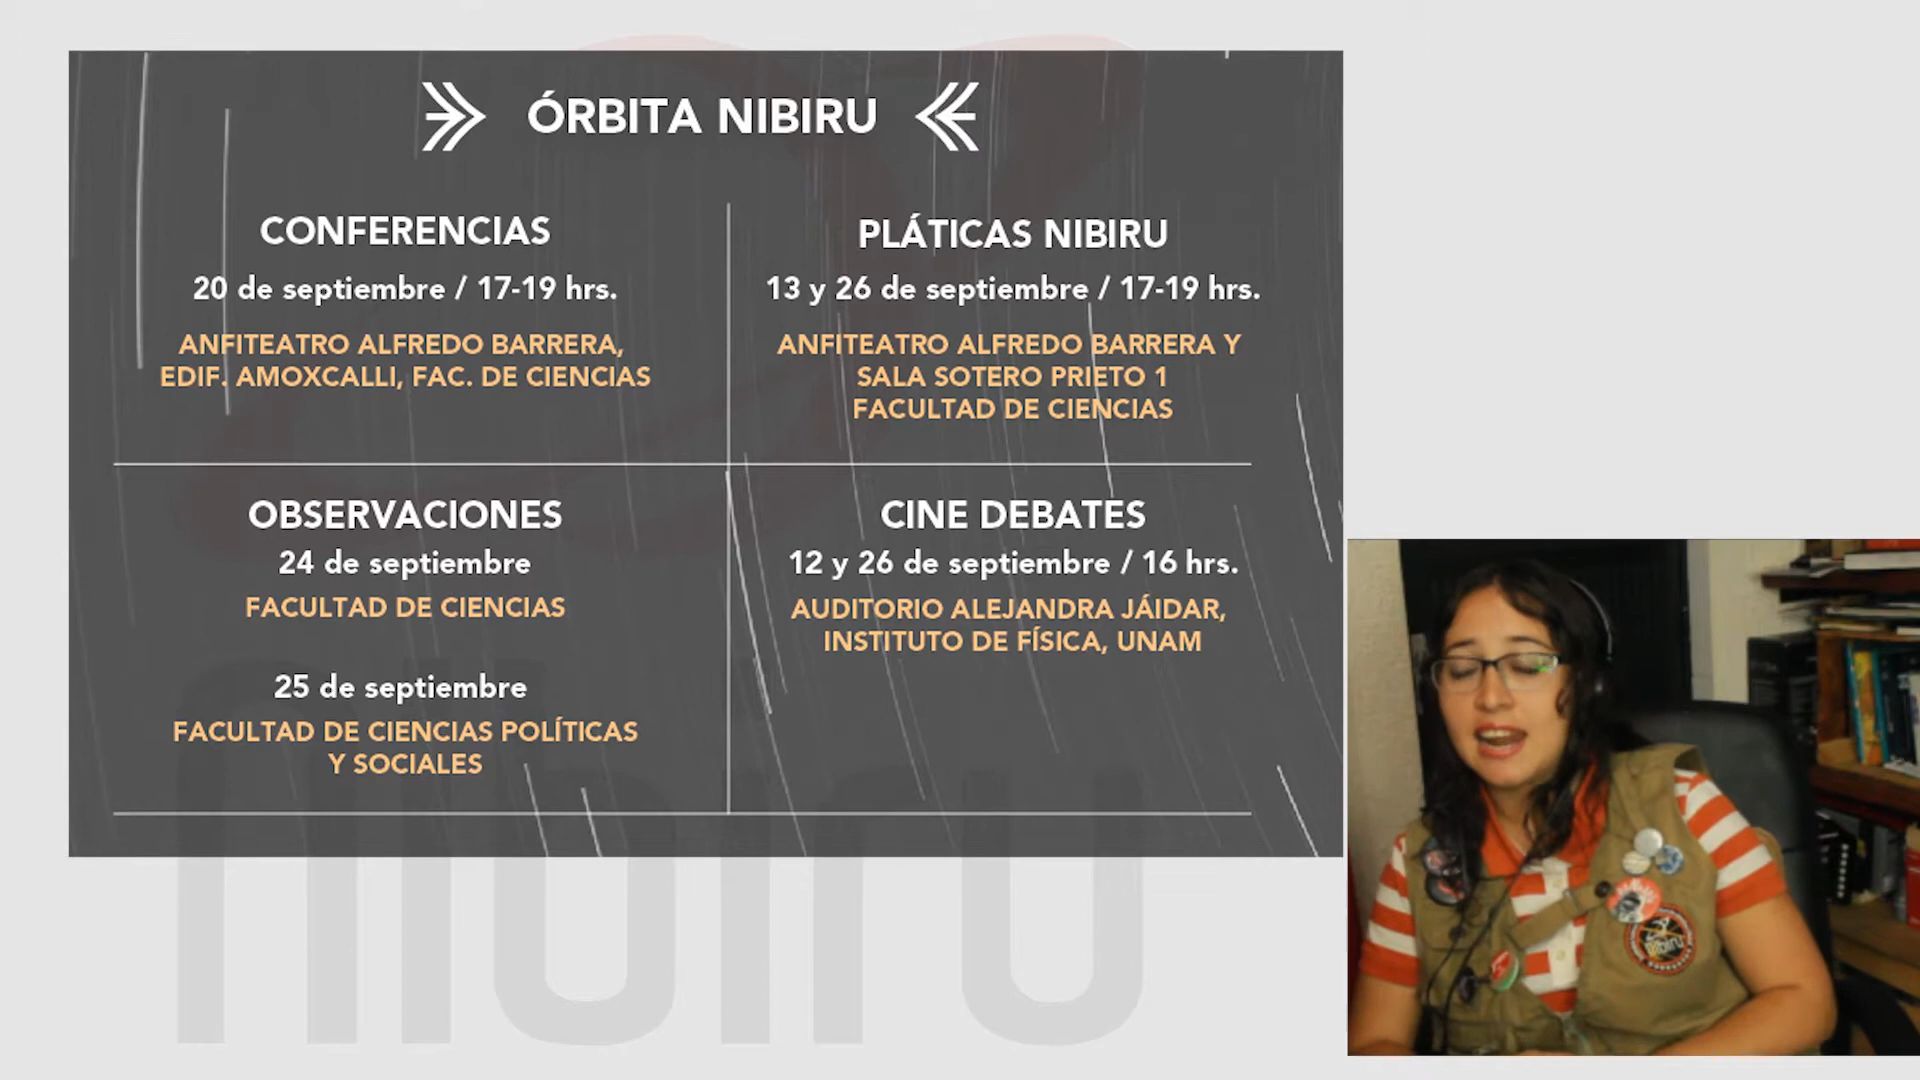 ÓRBITA NIBIRU
CONFERENCIAS
20 de septiembre / 17-19 hrs.
ANFITEATRO ALFREDO BARRERA,
EDIF. AMOXCALLI, FAC. DE CIENCIAS
PLÁTICAS NIBIRU
13 y 26 de septiembre / 17-19 hrs.
ANFITEATRO ALFREDO BARRERA Y
SALA SOTERO PRIETO 1
FACULTAD DE CIENCIAS
OBSERVACIONES
24 de septiembre
FACULTAD DE CIENCIAS
25 de septiembre
FACULTAD DE CIENCIAS POLÍTICAS
Y SOCIALES
CINE DEBATES
12 y 26 de septiembre / 16 hrs.
AUDITORIO ALEJANDRA JÁIDAR,
INSTITUTO DE FÍSICA, UNAM
nibiru
nibiru